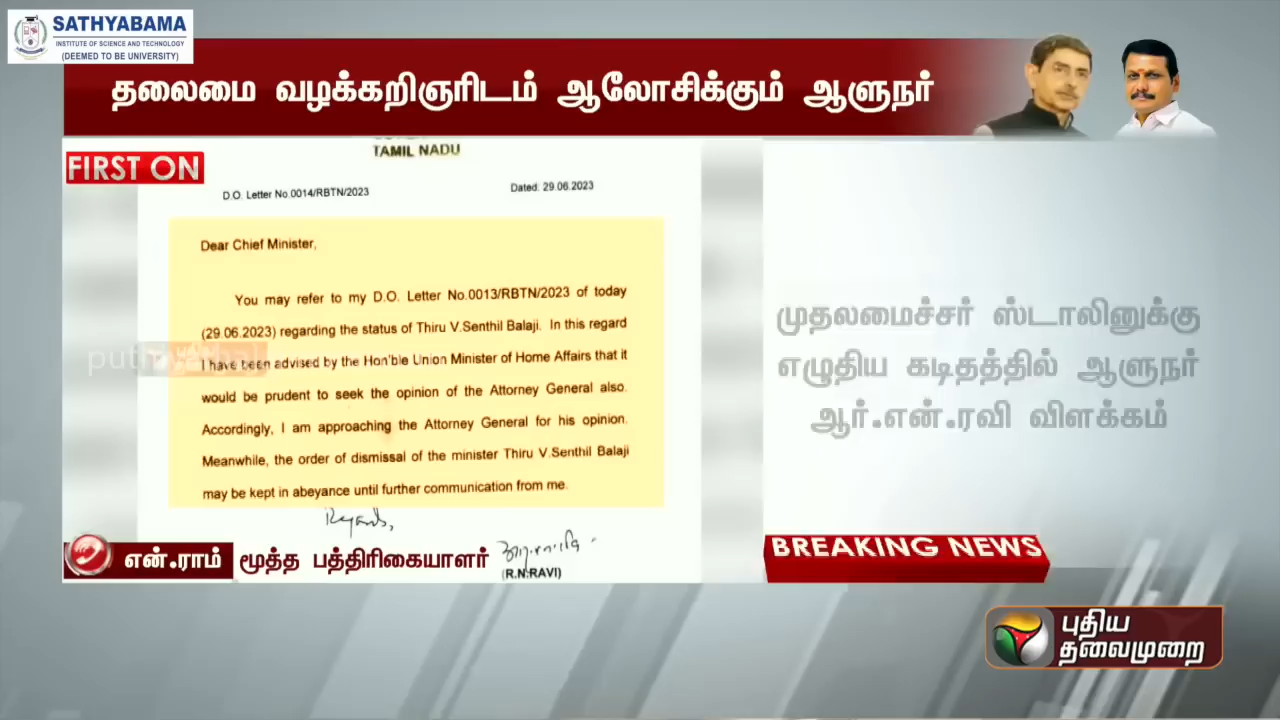 SATHYABAMA
INSTITUTE OF SCIENCE AND TECHNOLOGY
(DEEMED TO BE UNIVERSITY)
தலைமை வழக்கறிஞரிடம் ஆலோசிக்கும் ஆளுநர்
FIRST ON
TAMIL NADU
D.O. Letter No.0014/RBTN/2023
Dated: 29.06.2023
Dear Chief Minister,
You may refer to my D.O. Letter No.0013/RBTN/2023 of today
(29.06.2023) regarding the status of Thiru V.Senthil Balaji. In this regard
I have been advised by the Hon'ble Union Minister of Home Affairs that it
would be prudent to seek the opinion of the Attorney General also.
Accordingly, I am approaching the Attorney General for his opinion.
Meanwhile, the order of dismissal of the minister Thiru V.Senthil Balaji
may be kept in abeyance until further communication from me.
Regards,
(R.N.RAVI)
முதலமைச்சர் ஸ்டாலினுக்கு
எழுதிய கடிதத்தில் ஆளுநர்
ஆர்.என்.ரவி விளக்கம்
என்.ராம் மூத்த பத்திரிகையாளர்
BREAKING NEWS
புதிய
தலைமுறை